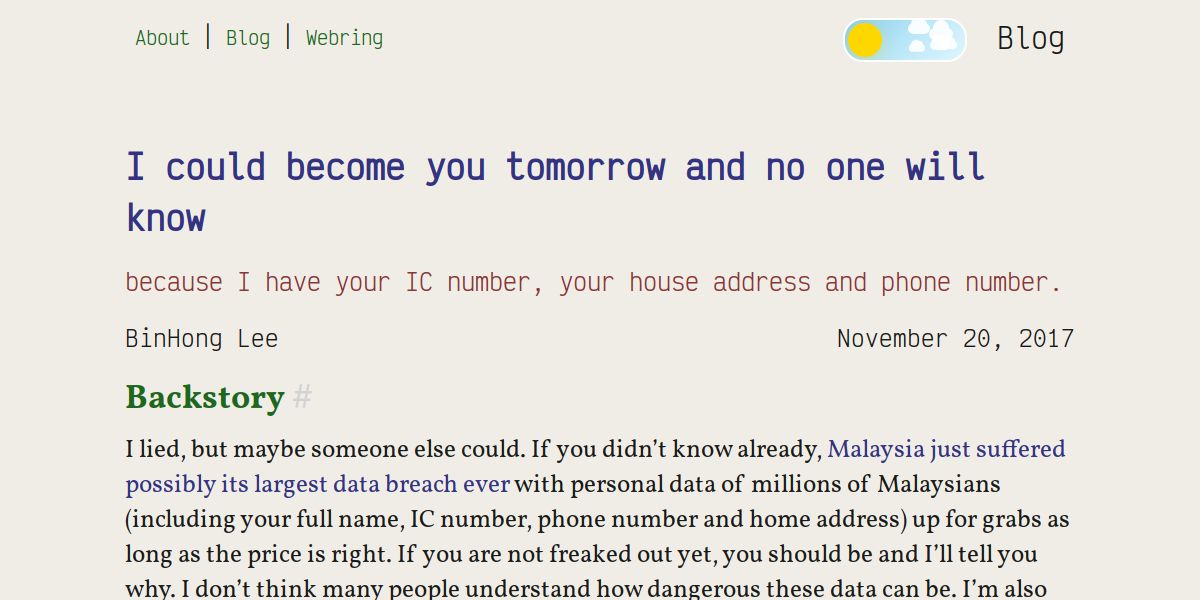 About | Blog | Webring
Blog
I could become you tomorrow and no one will
know
because I have your IC number, your house address and phone number.
BinHong Lee
November 20, 2017
Backstory #
I lied, but maybe someone else could. If you didn’t know already, Malaysia just suffered
possibly its largest data breach ever with personal data of millions of Malaysians
(including your full name, IC number, phone number and home address) up for grabs as
long as the price is right. If you are not freaked out yet, you should be and I’ll tell you
why. I don’t think many people understand how dangerous these data can be. I’m also